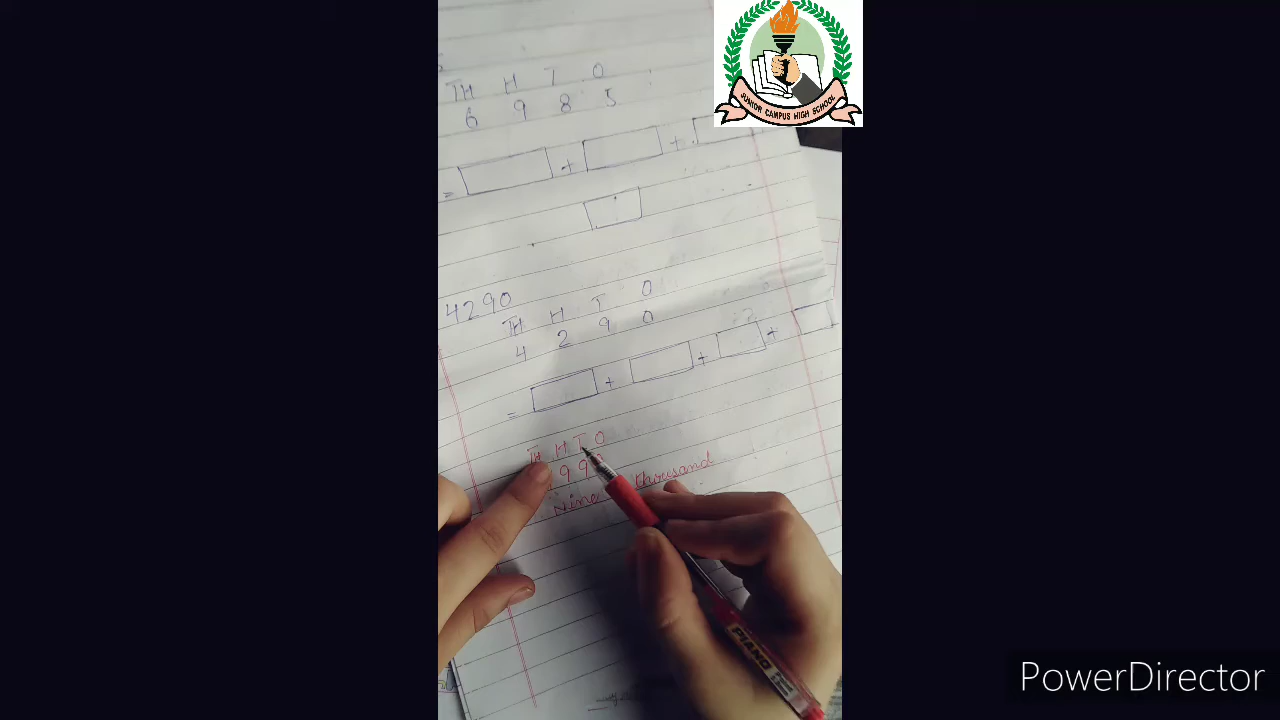 JUNIOR CAMPUS HIGH SCHOOL
TH H T O
6 9 8 5
= + +
4290
TH H T O
4 2 9 0
= + + +
TH H T O
9 9
Nine thousand
PIANO
PowerDirector